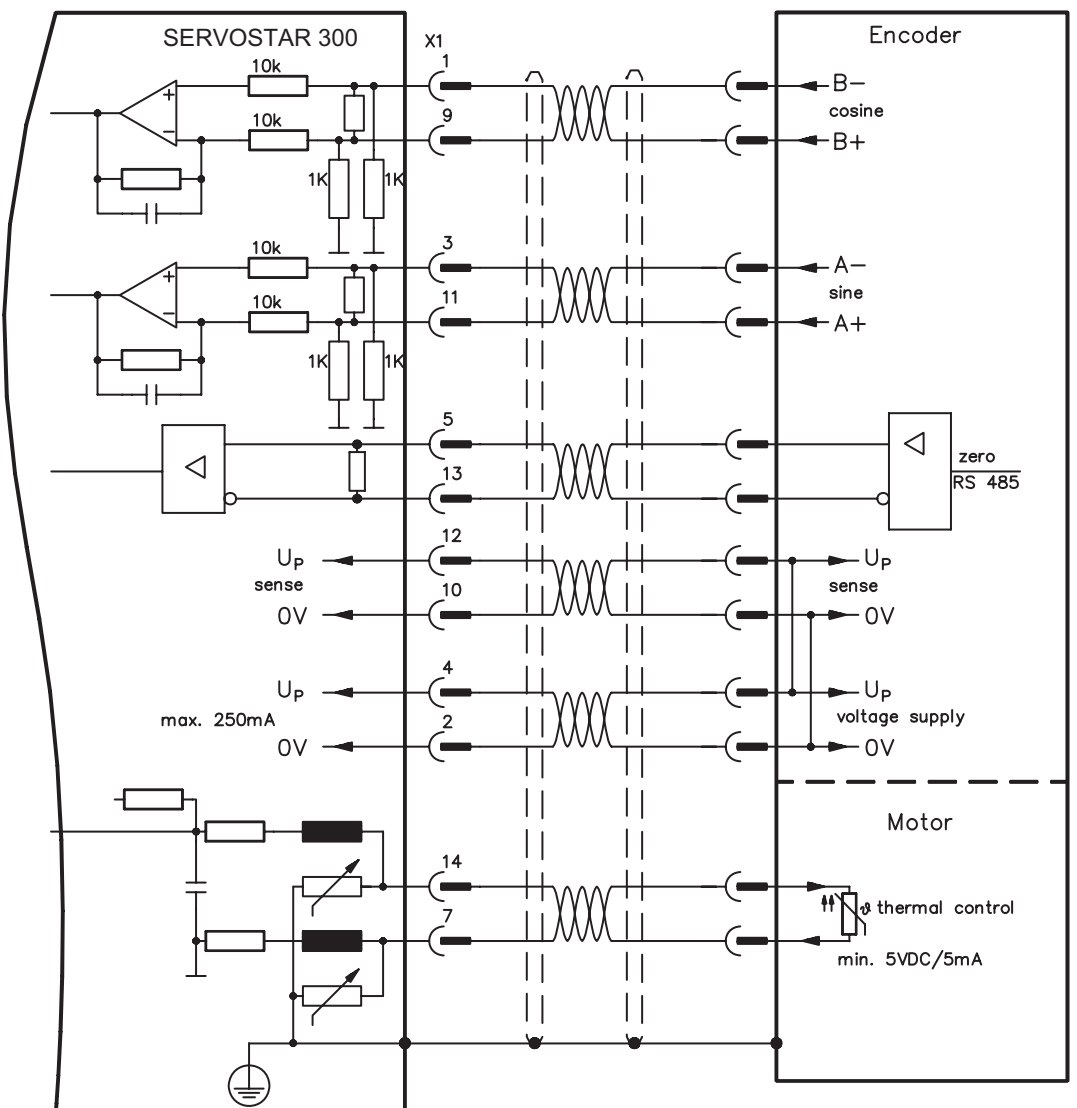 SERVOSTAR 300
X1
Encoder
10k
1
B−
cosine
10k
9
B+
1K
1K
10k
3
A−
sine
10k
11
A+
1K
1K
5
zero
13
RS 485
12
UP
UP
sense
sense
10
0V
0V
4
UP
UP
max. 250mA
voltage supply
2
0V
0V
Motor
14
ϑ thermal control
7
min. 5VDC/5mA